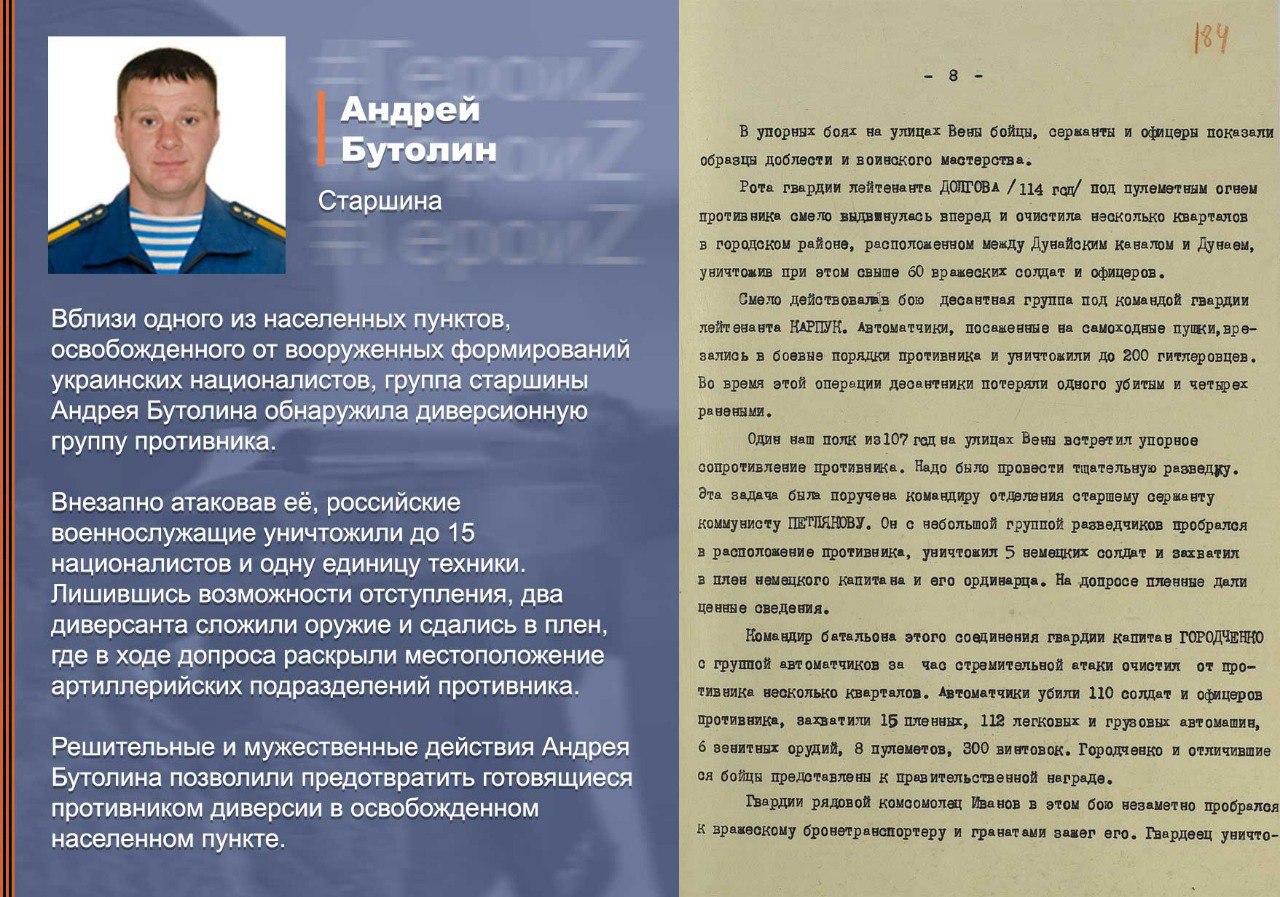 #ГероиZ
#ГероиZ
#ГероиZ
Андрей
Бутолин
Старшина
Вблизи одного из населенных пунктов,
освобожденного от вооруженных формирований
украинских националистов, группа старшины
Андрея Бутолина обнаружила диверсионную
группу противника.
Внезапно атаковав её, российские
военнослужащие уничтожили до 15
националистов и одну единицу техники.
Лишившись возможности отступления, два
диверсанта сложили оружие и сдались в плен,
где в ходе допроса раскрыли местоположение
артиллерийских подразделений противника.
Решительные и мужественные действия Андрея
Бутолина позволили предотвратить готовящиеся
противником диверсии в освобожденном
населенном пункте.
184
- 8 -
В упорных боях на улицах Вены бойцы, сержанты и офицеры показали
образцы доблести и воинского мастерства.
Рота гвардии лейтенанта ДОЛГОВА /114 гсд/ под пулеметным огнем
противника смело выдвинулась вперед и очистила несколько кварталов
в городском районе, расположенном между Дунайским каналом и Дунаем,
уничтожив при этом свыше 60 вражеских солдат и офицеров.
Смело действовала в бою десантная группа под командой гвардии
лейтенанта КАРПУК. Автоматчики, посаженные на самоходные пушки, вре-
зались в боевые порядки противника и уничтожили до 200 гитлеровцев.
Во время этой операции десантники потеряли одного убитым и четырех
ранеными.
Один наш полк из 107 гсд на улицах Вены встретил упорное
сопротивление противника. Надо было провести тщательную разведку.
Эта задача была поручена командиру отделения старшему сержанту
коммунисту ПЕТЛЯКОВУ. Он с небольшой группой разведчиков пробрался
в расположение противника, уничтожил 5 немецких солдат и захватил
в плен немецкого капитана и его ординарца. На допросе пленные дали
ценные сведения.
Командир батальона этого соединения гвардии капитан ГОРОДЧЕНКО
с группой автоматчиков за час стремительной атаки очистил от про-
тивника несколько кварталов. Автоматчики убили 110 солдат и офицеров
противника, захватили 15 пленных, 112 легковых и грузовых автомашин,
6 зенитных орудий, 8 пулеметов, 300 винтовок. Городченко и отличившие
ся бойцы представлены к правительственной награде.
Гвардии рядовой комсомолец Иванов в этом бою незаметно пробрался
к вражескому бронетранспортеру и гранатами зажег его. Гвардеец уничто-